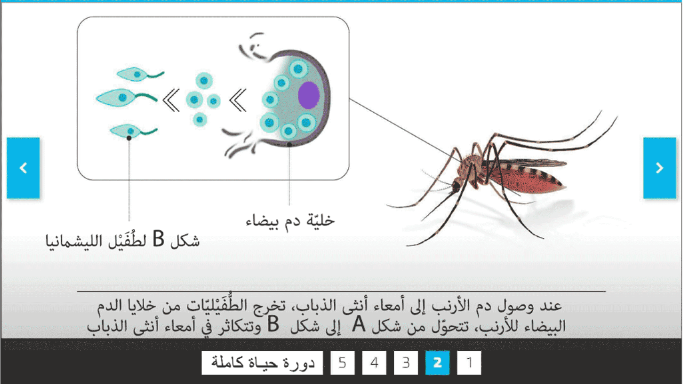 خليّة دم بيضاء
شكل B لطُفَيْل الليشمانيا
عند وصول دم الأرنب إلى أمعاء أنثى الذباب، تخرج الطُّفَيْليّات من خلايا الدم
البيضاء للأرنب، تتحوّل من شكل A إلى شكل B وتتكاثر في أمعاء أنثى الذباب
1 2 3 4 5 دورة حياة كاملة